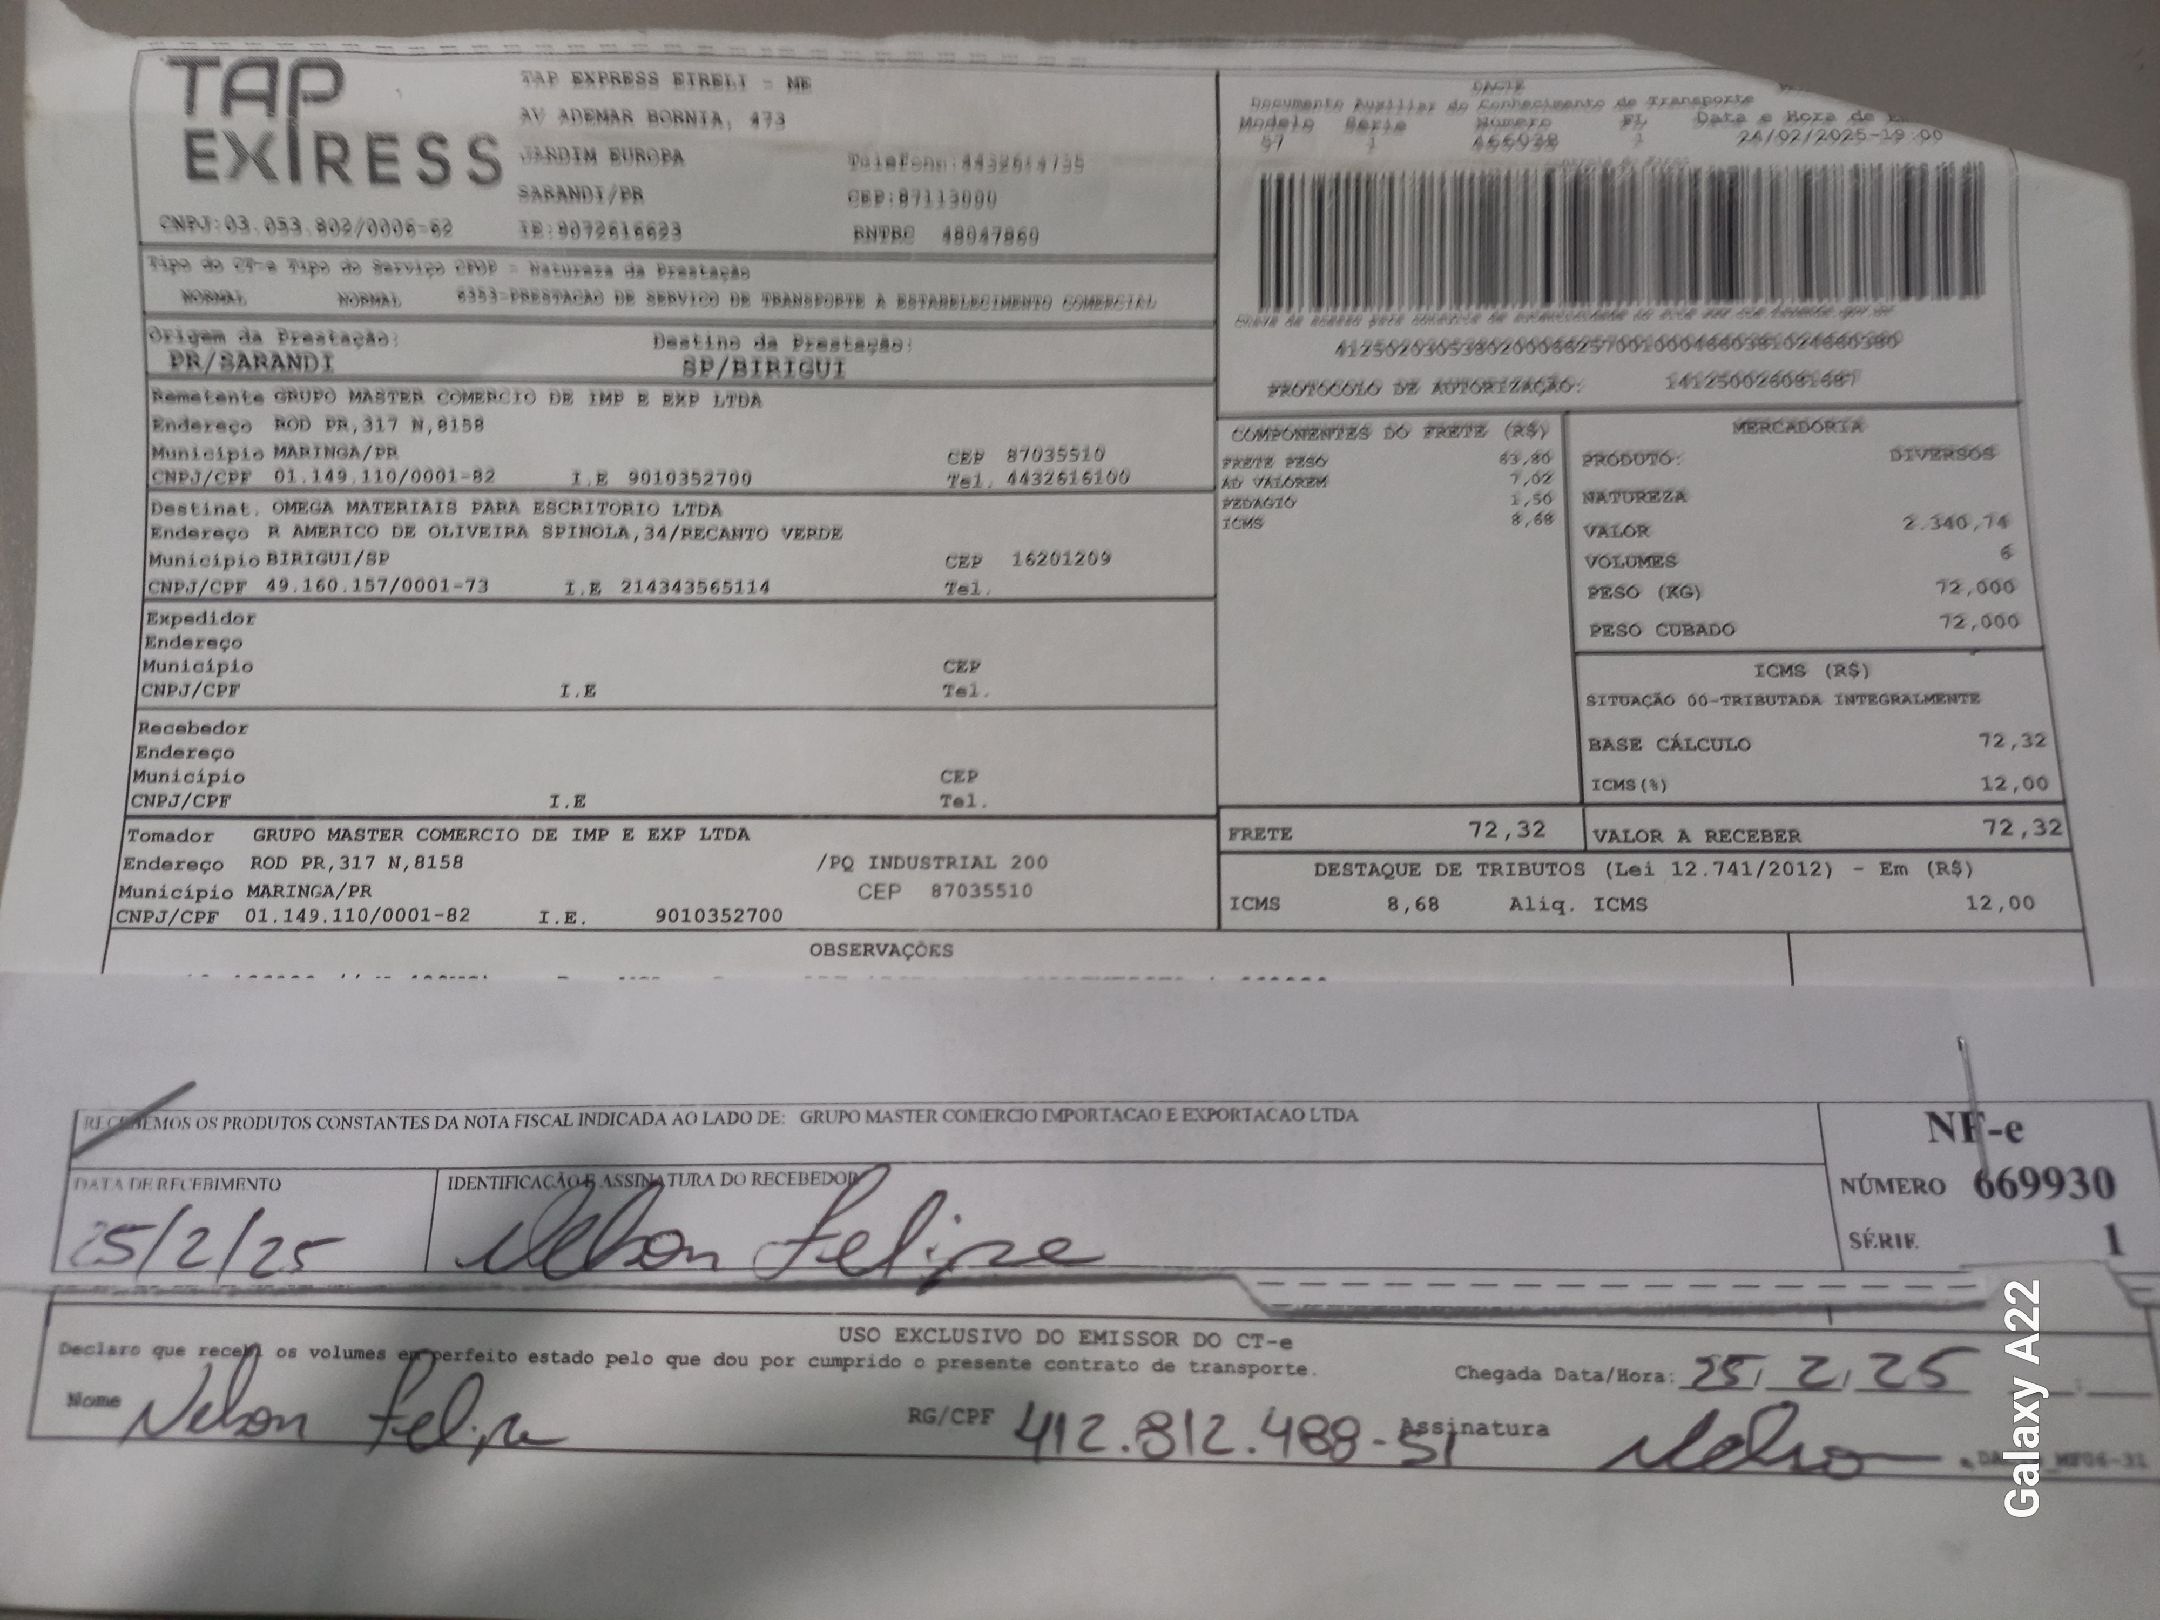 TAP
EXPRESS
TAP EXPRESS EIRELI - ME
AV ADEMAR BORNIA, 473
JARDIM EUROPA
SARANDI/PR CEP:87113000
CNPJ:03.053.802/0006-62 IE:9072616623 RNTRC 48047860
DACTE
Documento Auxiliar do Conhecimento de Transporte
Modelo Serie Número FL Data e Hora de
57 1 466038 1 24/02/2025-19:00
Tipo do CT-e Tipo do Serviço CFOP - Natureza da Prestação
NORMAL NORMAL 6353-PRESTACAO DE SERVICO DE TRANSPORTE A ESTABELECIMENTO COMERCIAL
Origem da Prestação: Destino da Prestação:
PR/SARANDI SP/BIRIGUI
PROTOCOLO DE AUTORIZAÇÃO:
Remetente GRUPO MASTER COMERCIO DE IMP E EXP LTDA
Endereço ROD PR,317 N,8158
Município MARINGA/PR CEP 87035510
CNPJ/CPF 01.149.110/0001-82 I.E 9010352700 Tel. 4432616100
Destinat. OMEGA MATERIAIS PARA ESCRITORIO LTDA
Endereço R AMERICO DE OLIVEIRA SPINOLA,34/RECANTO VERDE
Município BIRIGUI/SP CEP 16201209
CNPJ/CPF 49.160.157/0001-73 I.E 214343565114 Tel.
Expedidor
Endereço
Município CEP
CNPJ/CPF I.E Tel.
Recebedor
Endereço
Município CEP
CNPJ/CPF I.E Tel.
Tomador GRUPO MASTER COMERCIO DE IMP E EXP LTDA
Endereço ROD PR,317 N,8158 /PQ INDUSTRIAL 200
Município MARINGA/PR CEP 87035510
CNPJ/CPF 01.149.110/0001-82 I.E. 9010352700
COMPONENTES DO FRETE (R$)
FRETE PESO 63,80
AD VALOREM 7,02
PEDAGIO 1,50
ICMS 8,68
MERCADORIA
PRODUTO: DIVERSOS
NATUREZA
VALOR 2.340,74
VOLUMES 6
PESO (KG) 72,000
PESO CUBADO 72,000
ICMS (R$)
SITUAÇÃO 00-TRIBUTADA INTEGRALMENTE
BASE CÁLCULO 72,32
ICMS(%) 12,00
FRETE 72,32 VALOR A RECEBER 72,32
DESTAQUE DE TRIBUTOS (Lei 12.741/2012) - Em (R$)
ICMS 8,68 Aliq. ICMS 12,00
OBSERVAÇÕES
RECEBEMOS OS PRODUTOS CONSTANTES DA NOTA FISCAL INDICADA AO LADO DE: GRUPO MASTER COMERCIO IMPORTACAO E EXPORTACAO LTDA
NF-e
NÚMERO 669930
SÉRIE 1
DATA DE RECEBIMENTO IDENTIFICAÇÃO E ASSINATURA DO RECEBEDOR
25/2/25 Nelson Felipe
USO EXCLUSIVO DO EMISSOR DO CT-e
Declaro que recebi os volumes em perfeito estado pelo que dou por cumprido o presente contrato de transporte.
Chegada Data/Hora: 25/2/25
Nome Nelson Felipe RG/CPF 412.812.488-51 Assinatura Nelson
Galaxy A22